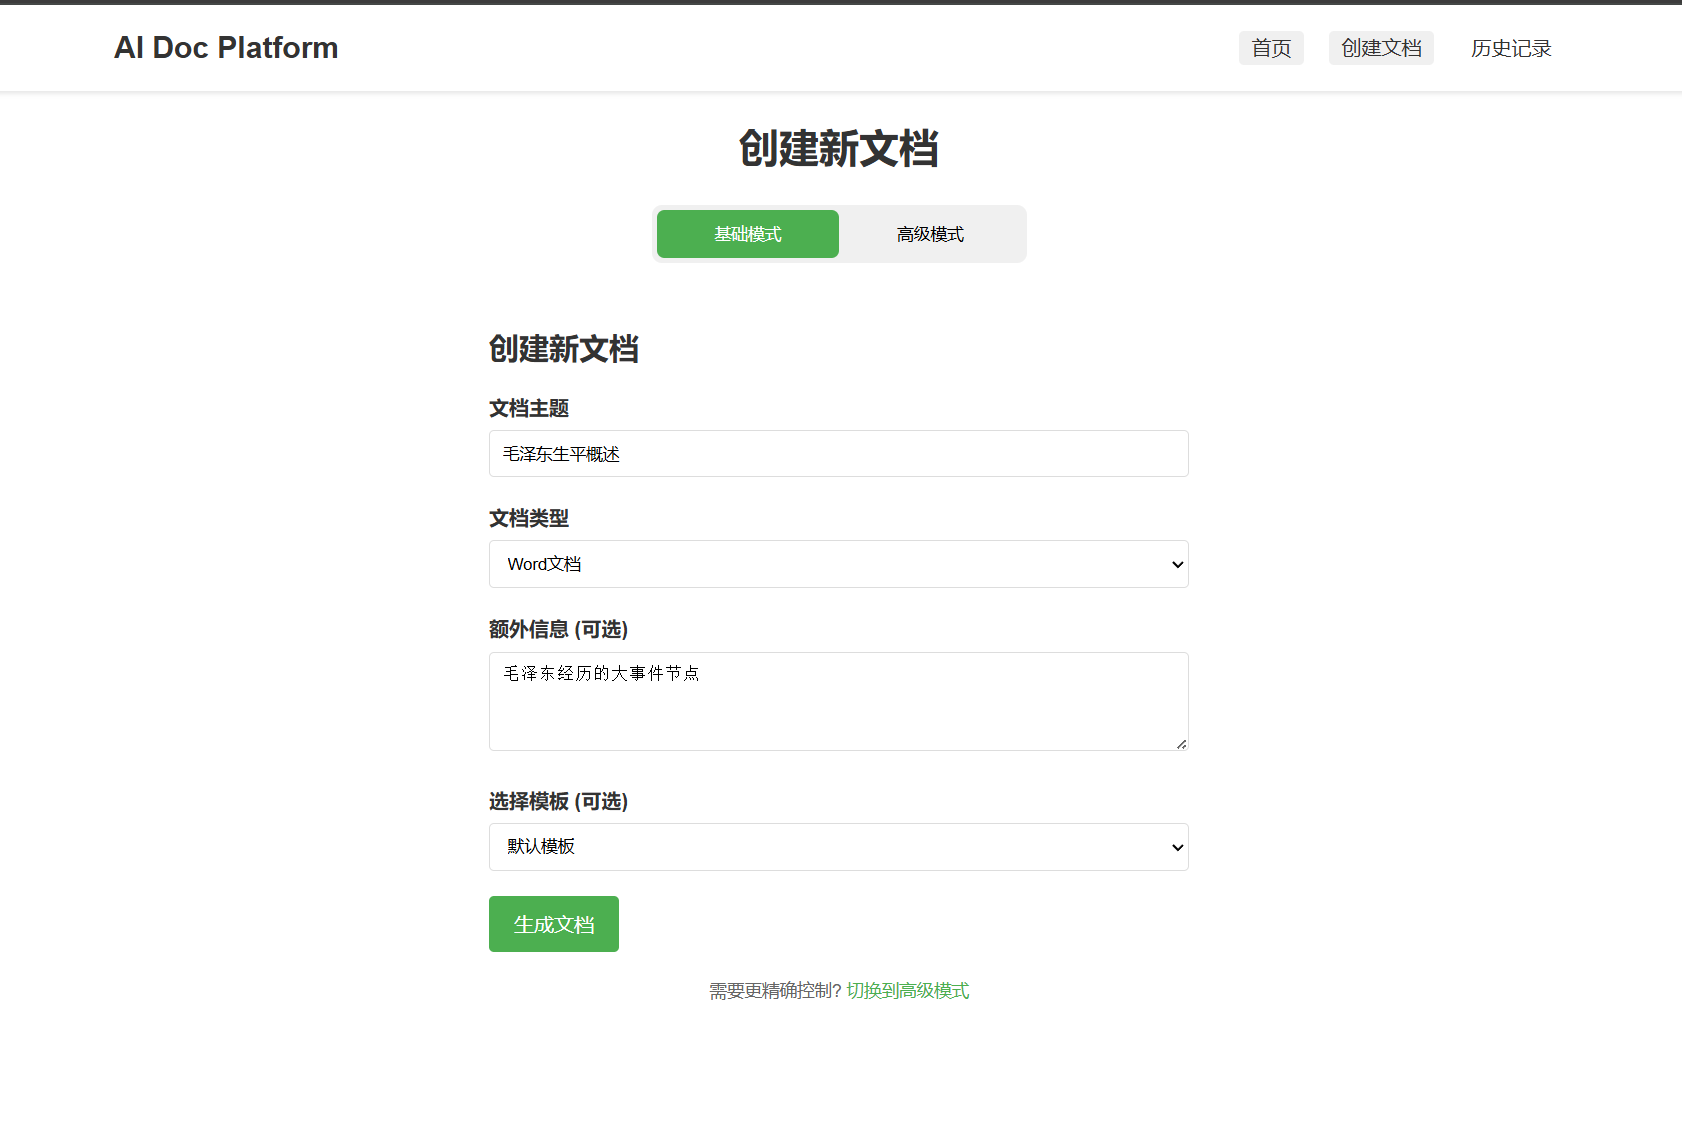 AI Doc Platform
首页 创建文档 历史记录
创建新文档
基础模式 高级模式
创建新文档
文档主题
毛泽东生平概述
文档类型
Word文档
额外信息 (可选)
毛泽东经历的大事件节点
选择模板 (可选)
默认模板
生成文档
需要更精确控制? 切换到高级模式